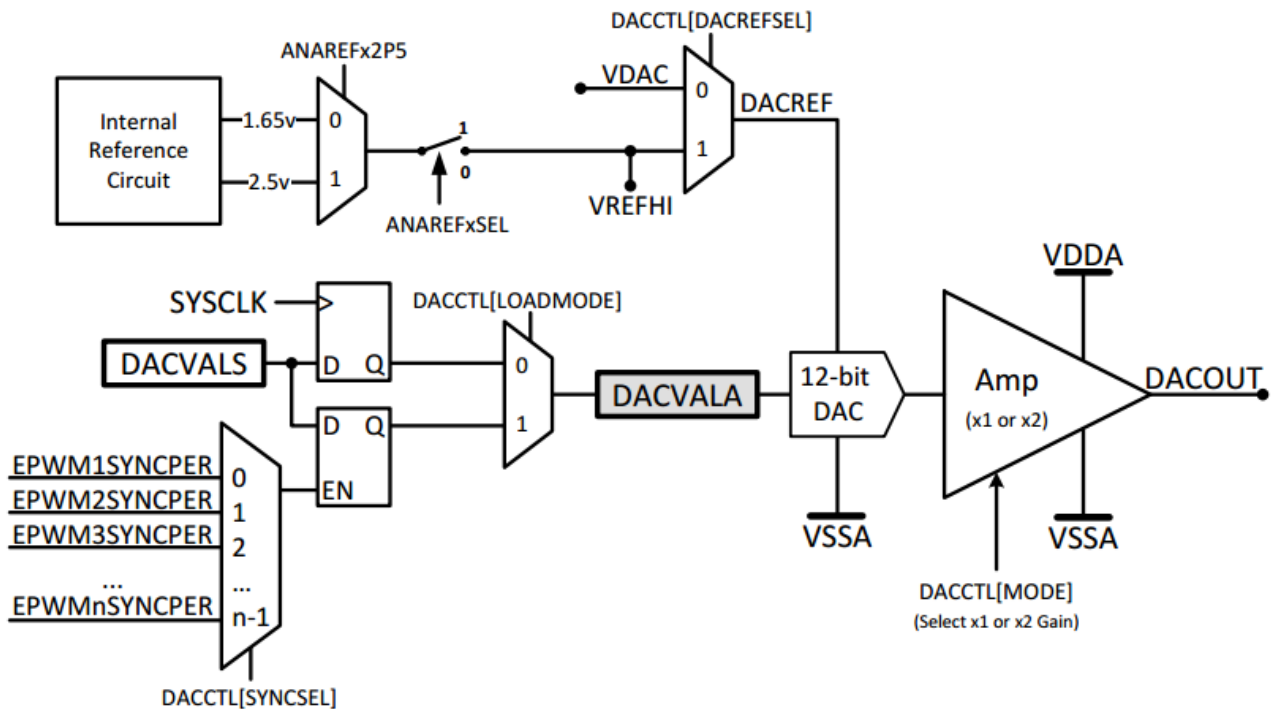 DACCTL[DACREFSEL]
ANAREFx2P5
VDAC
0
DACREF
Internal
Reference
Circuit
1.65v
0
1
1
2.5v
1
0
ANAREFxSEL
VREFHI
SYSCLK
>
DACCTL[LOADMODE]
VDDA
DACVALS
D
Q
0
DACVALA
12-bit
DAC
Amp
(x1 or x2)
DACOUT
D
Q
1
EN
EPWM1SYNCPER
0
EPWM2SYNCPER
1
EPWM3SYNCPER
2
...
...
EPWMnSYNCPER
n-1
VSSA
VSSA
DACCTL[MODE]
(Select x1 or x2 Gain)
DACCTL[SYNCSEL]